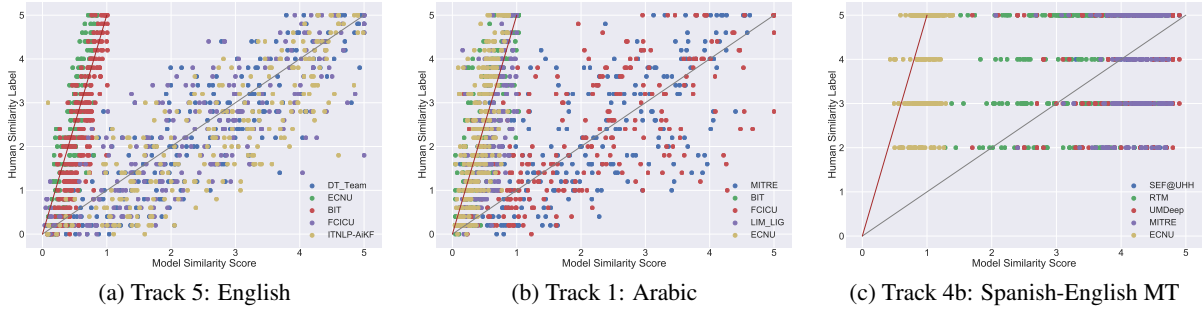 5
4
3
2
1
0
Human Similarity Label
0 1 2 3 4 5
Model Similarity Score
DT_Team
ECNU
BIT
FCICU
ITNLP-AiKF
(a) Track 5: English
5
4
3
2
1
0
Human Similarity Label
0 1 2 3 4 5
Model Similarity Score
MITRE
BIT
FCICU
LIM_LIG
ECNU
(b) Track 1: Arabic
5
4
3
2
1
0
Human Similarity Label
0 1 2 3 4 5
Model Similarity Score
SEF@UHH
RTM
UMDeep
MITRE
ECNU
(c) Track 4b: Spanish-English MT